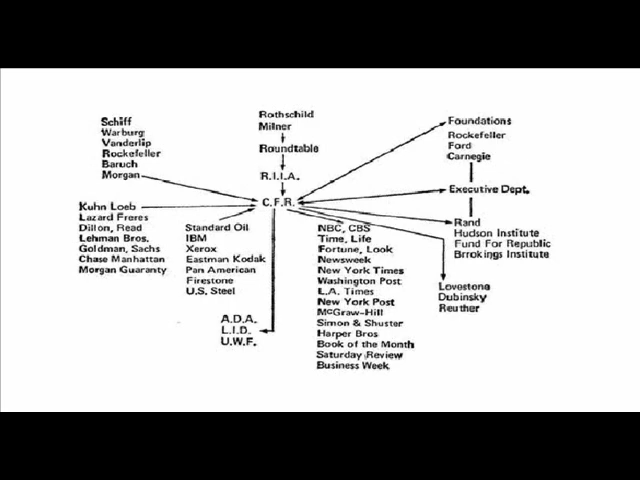 Schiff
Warburg
Vanderlip
Rockefeller
Baruch
Morgan
Rothschild
Milner
Roundtable
R.I.I.A.
C.F.R.
Foundations
Rockefeller
Ford
Carnegie
Executive Dept.
Rand
Hudson Institute
Fund For Republic
Brrokings Institute
Lovestone
Dubinsky
Reuther
Kuhn Loeb
Lazard Freres
Dillon, Read
Lehman Bros.
Goldman, Sachs
Chase Manhattan
Morgan Guaranty
Standard Oil
IBM
Xerox
Eastman Kodak
Pan American
Firestone
U.S. Steel
NBC, CBS
Time, Life
Fortune, Look
Newsweek
New York Times
Washington Post
L.A. Times
New York Post
McGraw-Hill
Simon & Shuster
Harper Bros
Book of the Month
Saturday Review
Business Week
A.D.A.
L.I.D.
U.W.F.